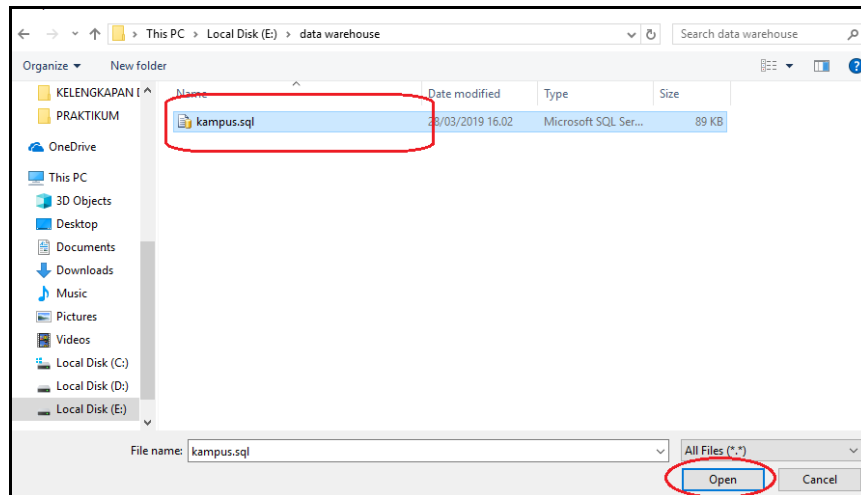 This PC > Local Disk (E:) > data warehouse
Search data warehouse
Organize
New folder
Name
Date modified
Type
Size
kampus.sql
28/03/2019 16.02
Microsoft SQL Ser...
89 KB
KELENGKAPAN
PRAKTIKUM
OneDrive
This PC
3D Objects
Desktop
Documents
Downloads
Music
Pictures
Videos
Local Disk (C:)
Local Disk (D:)
Local Disk (E:)
File name:
kampus.sql
All Files (*.*)
Open
Cancel